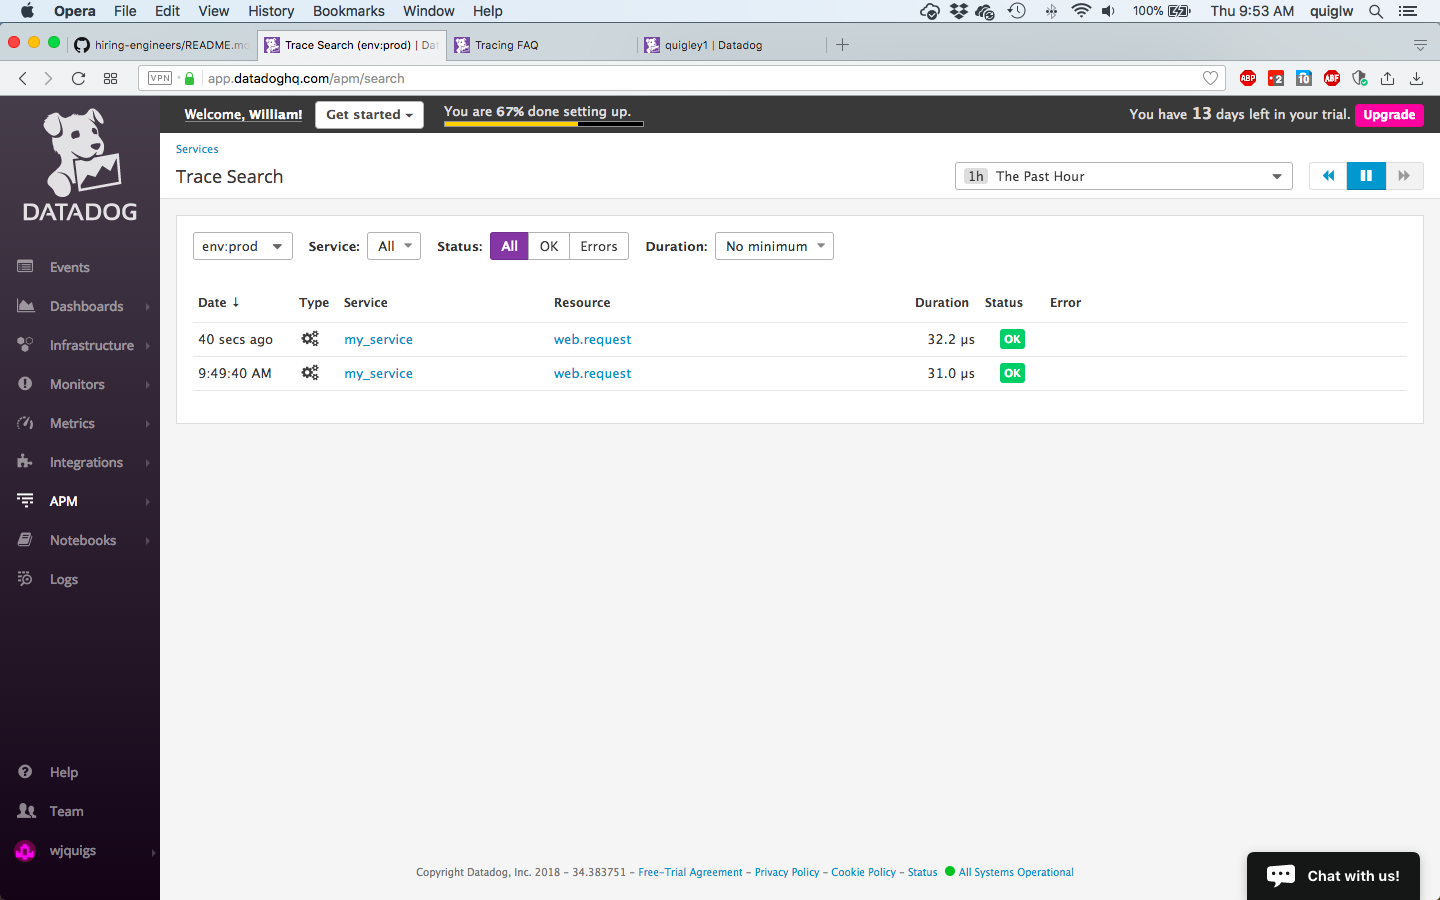 Opera File Edit View History Bookmarks Window Help 100% Thu 9:53 AM quiglw
hiring-engineers/README.mo Trace Search (env:prod) | Dat Tracing FAQ quigley1 | Datadog
VPN app.datadoghq.com/apm/search ABP 2 10 ABF
Welcome, William! Get started You are 67% done setting up. You have 13 days left in your trial. Upgrade
DATADOG
Events
Dashboards
Infrastructure
Monitors
Metrics
Integrations
APM
Notebooks
Logs
Help
Team
wjquigs
Services
Trace Search 1h The Past Hour
env:prod Service: All Status: All OK Errors Duration: No minimum
Date ↓ Type Service Resource Duration Status Error
40 secs ago my_service web.request 32.2 µs OK
9:49:40 AM my_service web.request 31.0 µs OK
Copyright Datadog, Inc. 2018 - 34.383751 - Free-Trial Agreement - Privacy Policy - Cookie Policy - Status All Systems Operational
Chat with us!